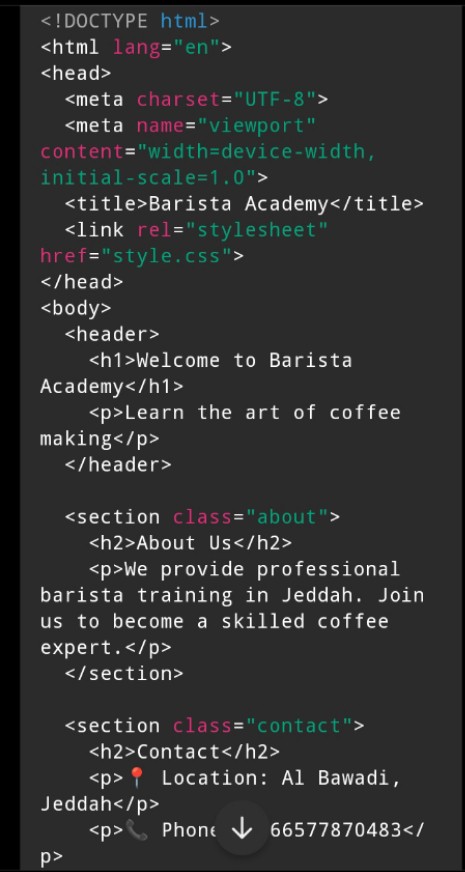 <!DOCTYPE html>
<html lang="en">
<head>
  <meta charset="UTF-8">
  <meta name="viewport"
content="width=device-width,
initial-scale=1.0">
  <title>Barista Academy</title>
  <link rel="stylesheet"
href="style.css">
</head>
<body>
  <header>
    <h1>Welcome to Barista
Academy</h1>
    <p>Learn the art of coffee
making</p>
  </header>

  <section class="about">
    <h2>About Us</h2>
    <p>We provide professional
barista training in Jeddah. Join
us to become a skilled coffee
expert.</p>
  </section>

  <section class="contact">
    <h2>Contact</h2>
    <p>📍 Location: Al Bawadi,
Jeddah</p>
    <p>📞 Phone 66577870483</
p>